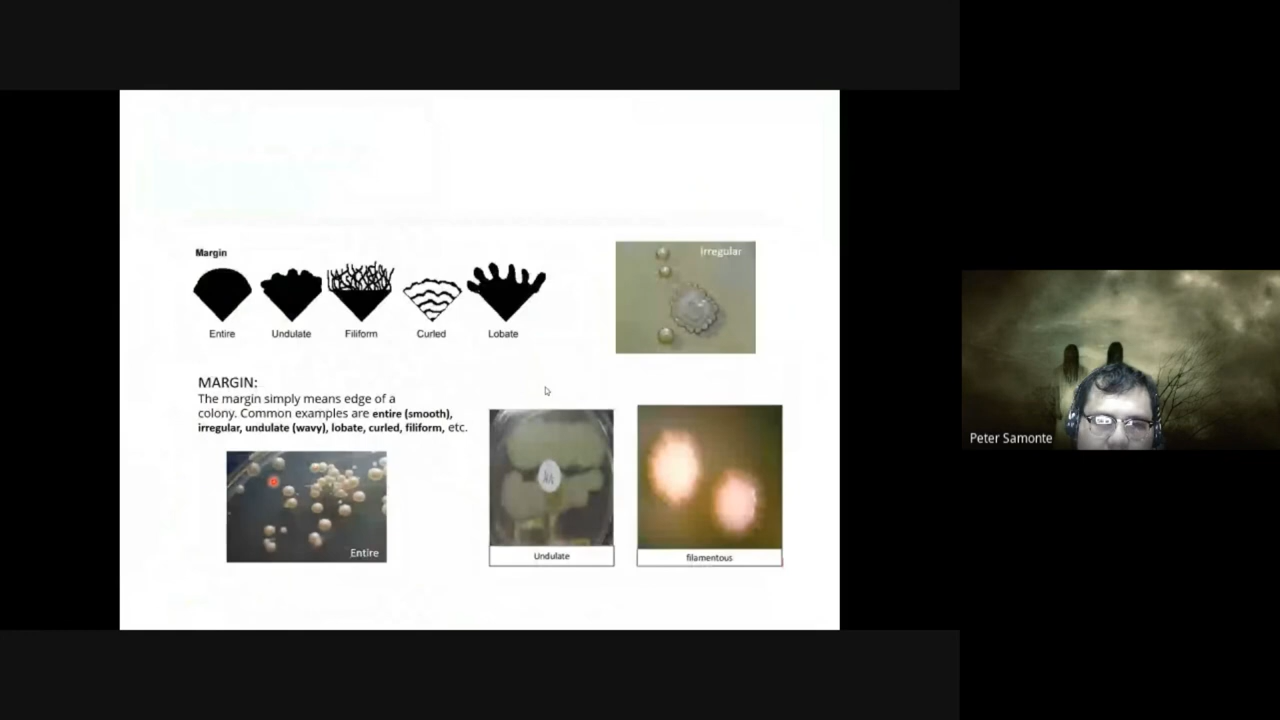 Margin
Entire Undulate Filiform Curled Lobate
irregular
MARGIN:
The margin simply means edge of a
colony. Common examples are entire (smooth),
irregular, undulate (wavy), lobate, curled, filiform, etc.
Entire
Undulate
filamentous
Peter Samonte